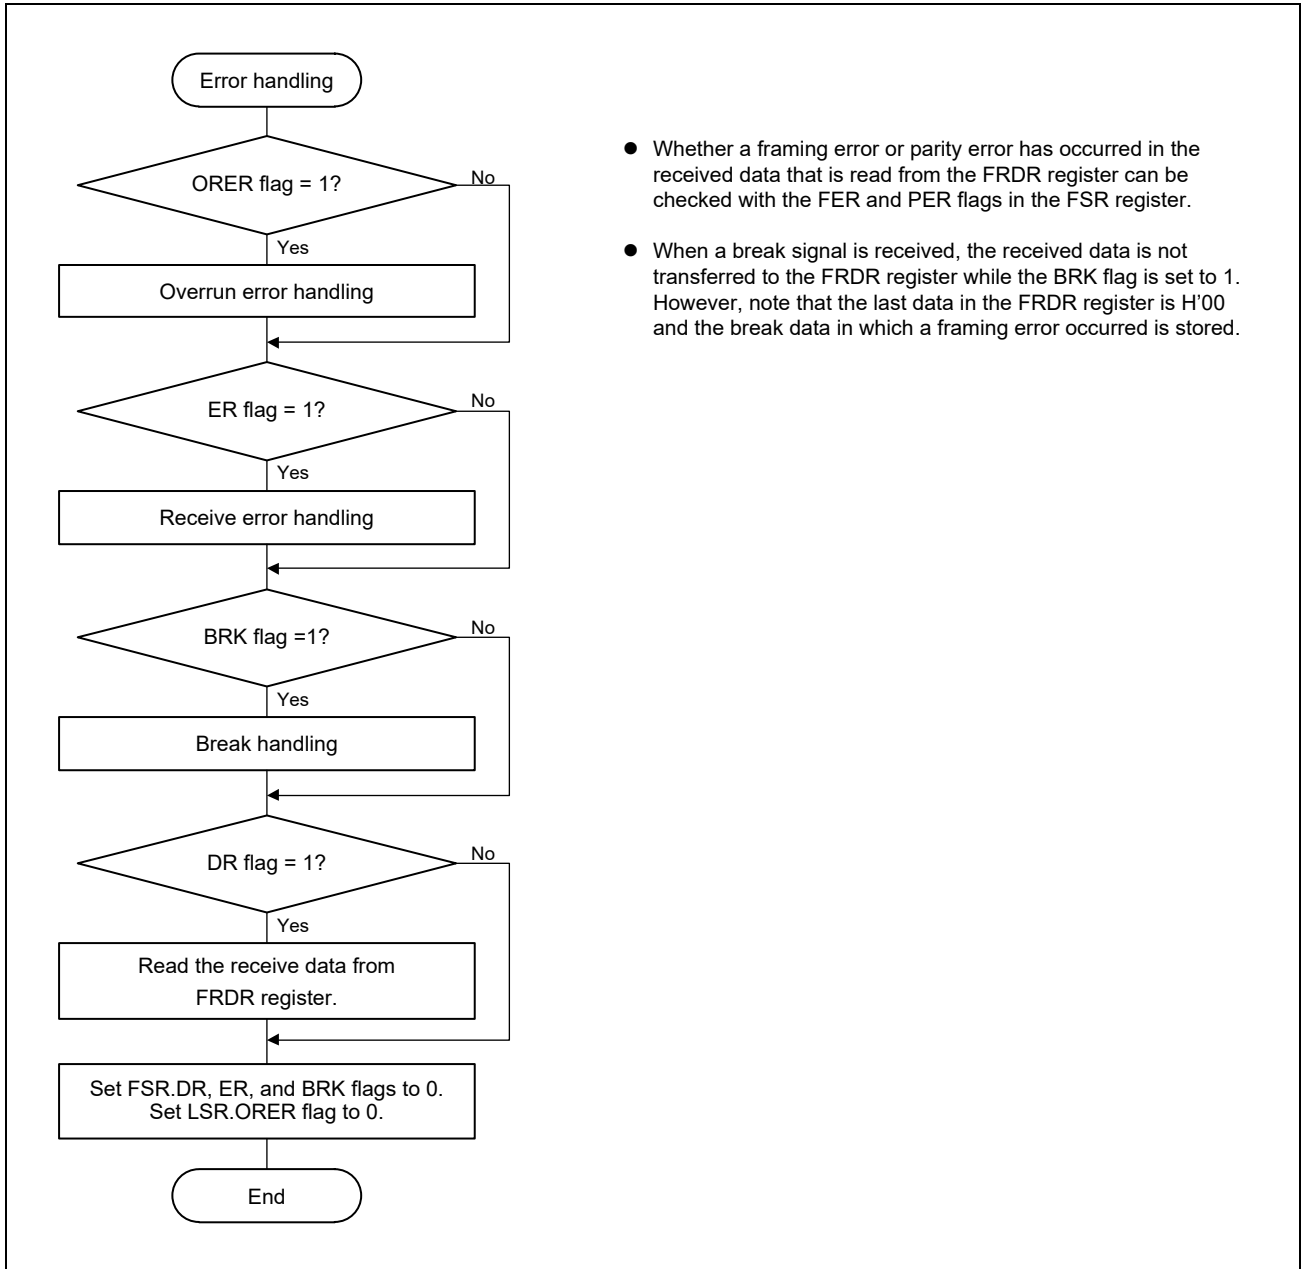 Error handling
ORER flag = 1?
No
Yes
Overrun error handling
ER flag = 1?
No
Yes
Receive error handling
BRK flag =1?
No
Yes
Break handling
DR flag = 1?
No
Yes
Read the receive data from
FRDR register.
Set FSR.DR, ER, and BRK flags to 0.
Set LSR.ORER flag to 0.
End
● Whether a framing error or parity error has occurred in the
received data that is read from the FRDR register can be
checked with the FER and PER flags in the FSR register.
● When a break signal is received, the received data is not
transferred to the FRDR register while the BRK flag is set to 1.
However, note that the last data in the FRDR register is H’00
and the break data in which a framing error occurred is stored.